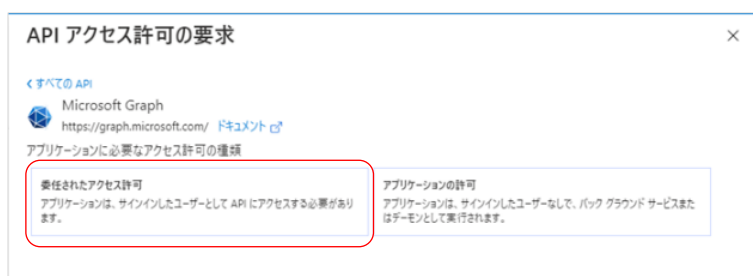 API アクセス許可の要求
すべての API
Microsoft Graph
https://graph.microsoft.com/ ドキュメント
アプリケーションに必要なアクセス許可の種類
委任されたアクセス許可
アプリケーションは、サインインしたユーザーとして API にアクセスする必要があり
ます。
アプリケーションの許可
アプリケーションは、サインインしたユーザーなしで、バック グラウンド サービスまた
はデーモンとして実行されます。